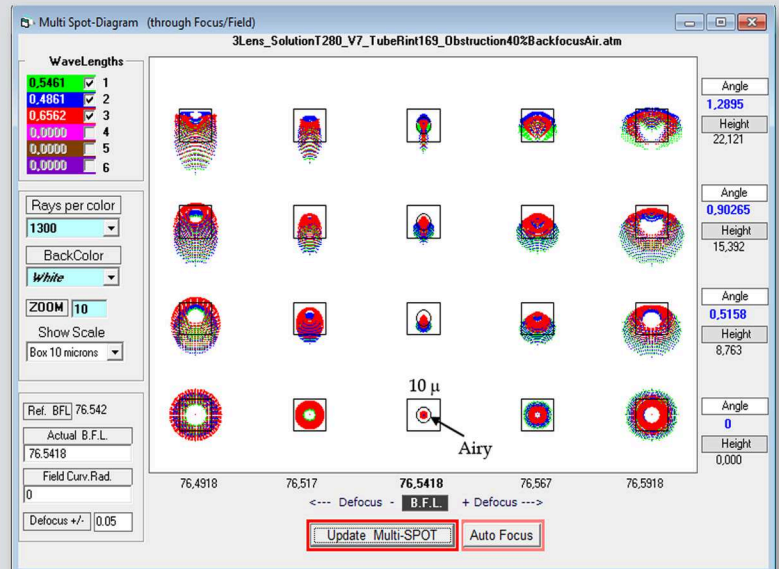 Multi Spot-Diagram (through Focus/Field)
3Lens_SolutionT280_V7_TubeRint169_Obstruction40%BackfocusAir.atm
WaveLengths
0,5461 1
0,4861 2
0,6562 3
0,0000 4
0,0000 5
0,0000 6
Rays per color
1300
BackColor
White
ZOOM 10
Show Scale
Box 10 microns
Ref. BFL 76.542
Actual B.F.L.
76.5418
Field Curv.Rad.
0
Defocus +/- 0.05
Angle
1,2895
Height
22,121
Angle
0,90265
Height
15,392
Angle
0,5158
Height
8,763
Angle
0
Height
0,000
10 µ
Airy
76,4918 76,517 76,5418 76,567 76,5918
<--- Defocus - B.F.L. + Defocus --->
Update Multi-SPOT Auto Focus